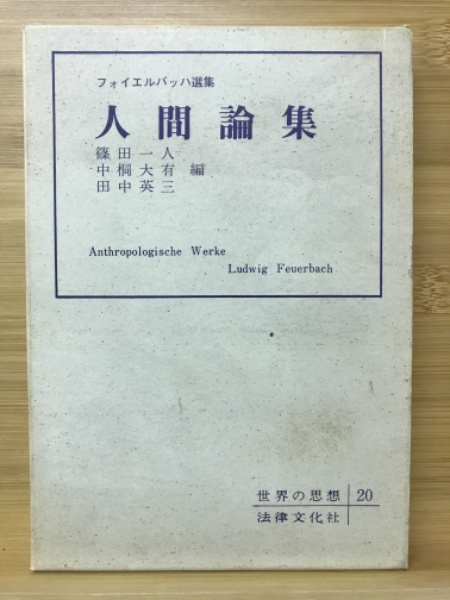 フォイエルバッハ選集
人間論集
篠田一人
中桐大有 編
田中英三
Anthropologische Werke
Ludwig Feuerbach
世界の思想 20
法律文化社